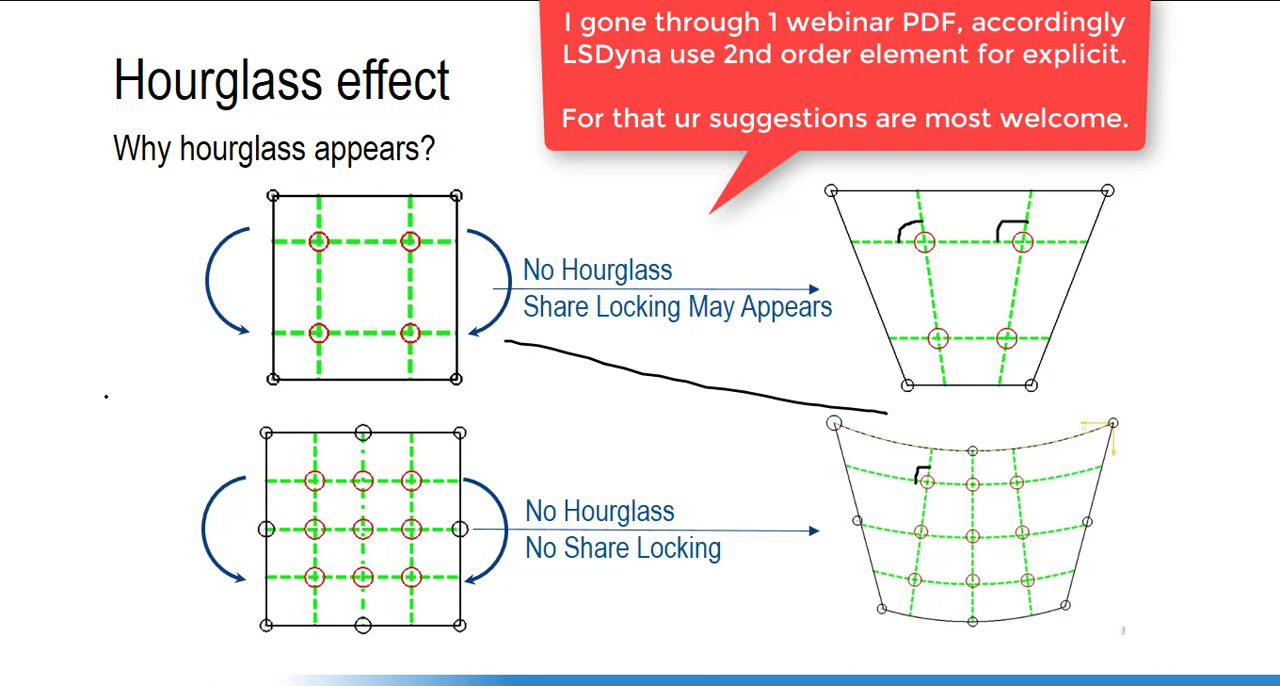 I gone through 1 webinar PDF, accordingly
LSDyna use 2nd order element for explicit.
For that ur suggestions are most welcome.
Hourglass effect
Why hourglass appears?
No Hourglass
Share Locking May Appears
No Hourglass
No Share Locking